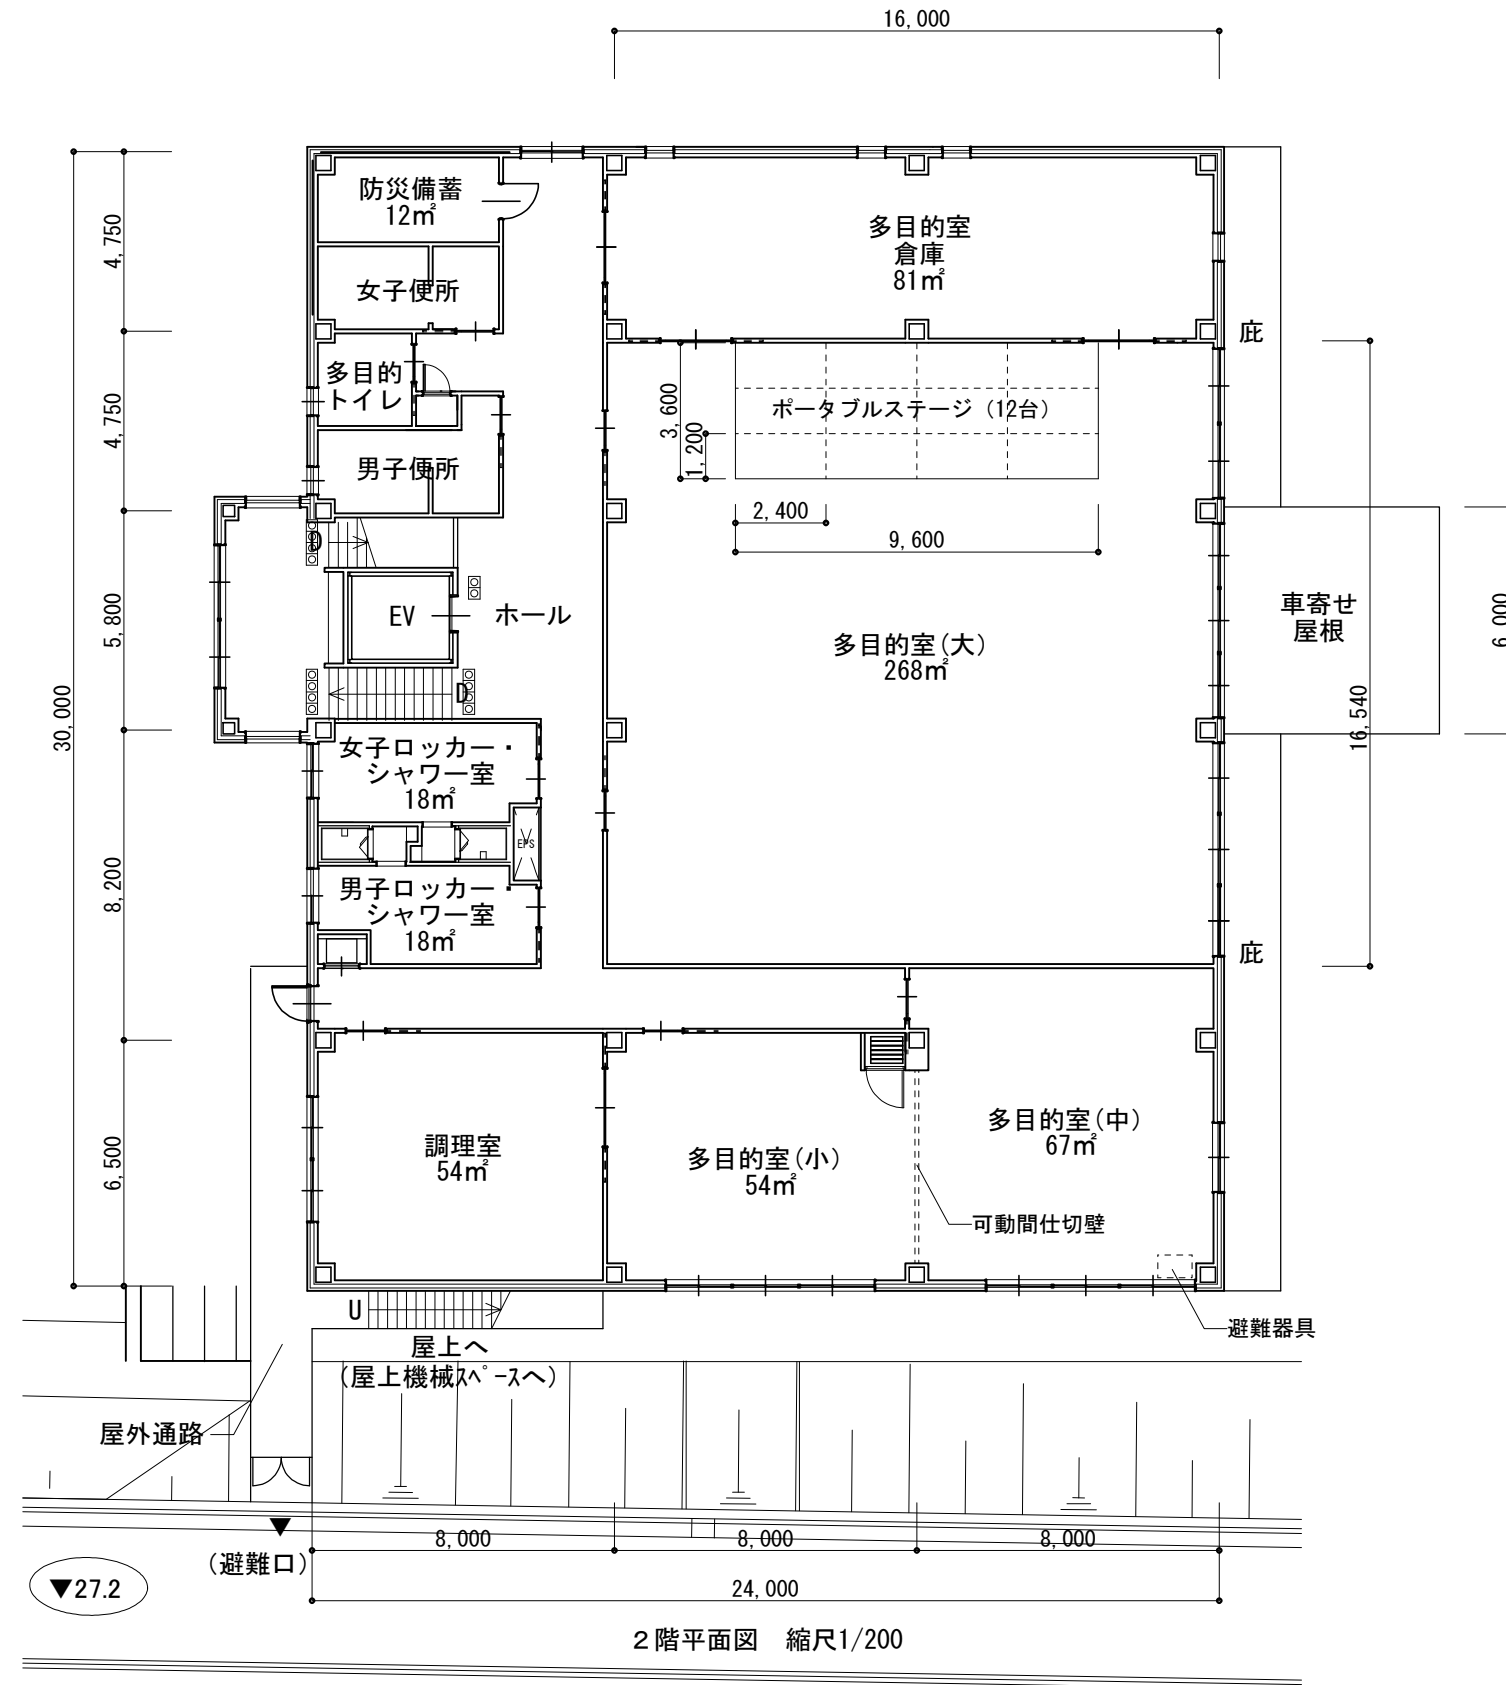 16,000
防災備蓄
12㎡
多目的室
倉庫
81㎡
4,750
女子便所
庇
多目的
トイレ
3,600
ポータブルステージ（12台）
1,200
4,750
男子便所
2,400
9,600
D
EV
ホール
5,800
車寄せ
屋根
6,000
多目的室(大)
268㎡
30,000
D
16,540
女子ロッカー・
シャワー室
18㎡
EPS
8,200
男子ロッカー・
シャワー室
18㎡
庇
調理室
54㎡
多目的室(小)
54㎡
多目的室(中)
67㎡
6,500
可動間仕切壁
U
屋上へ
(屋上機械ｽﾍﾟｰｽへ)
避難器具
屋外通路
8,000
8,000
8,000
(避難口)
▼27.2
24,000
２階平面図　縮尺1/200